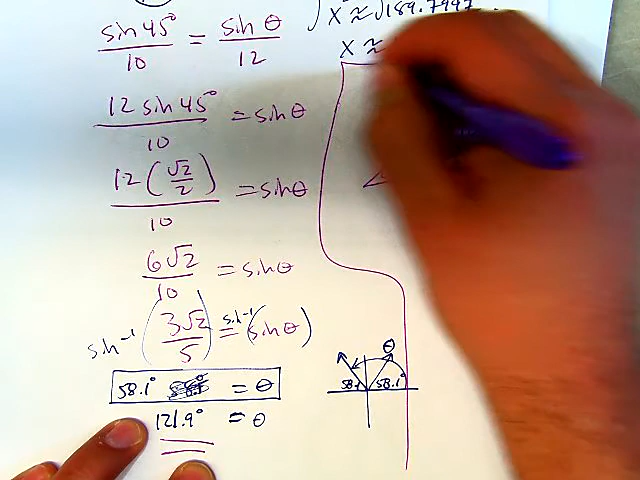 sin 45° / 10 = sin θ / 12
x ≈ √189.7997...
x ≈
12 sin 45° / 10 = sin θ
12 (√2/2) / 10 = sin θ
6√2 / 10 = sin θ
sin⁻¹ (3√2 / 5) = sin⁻¹ (sin θ)
58.1° = θ
121.9° = θ
θ
58.1 58.1°